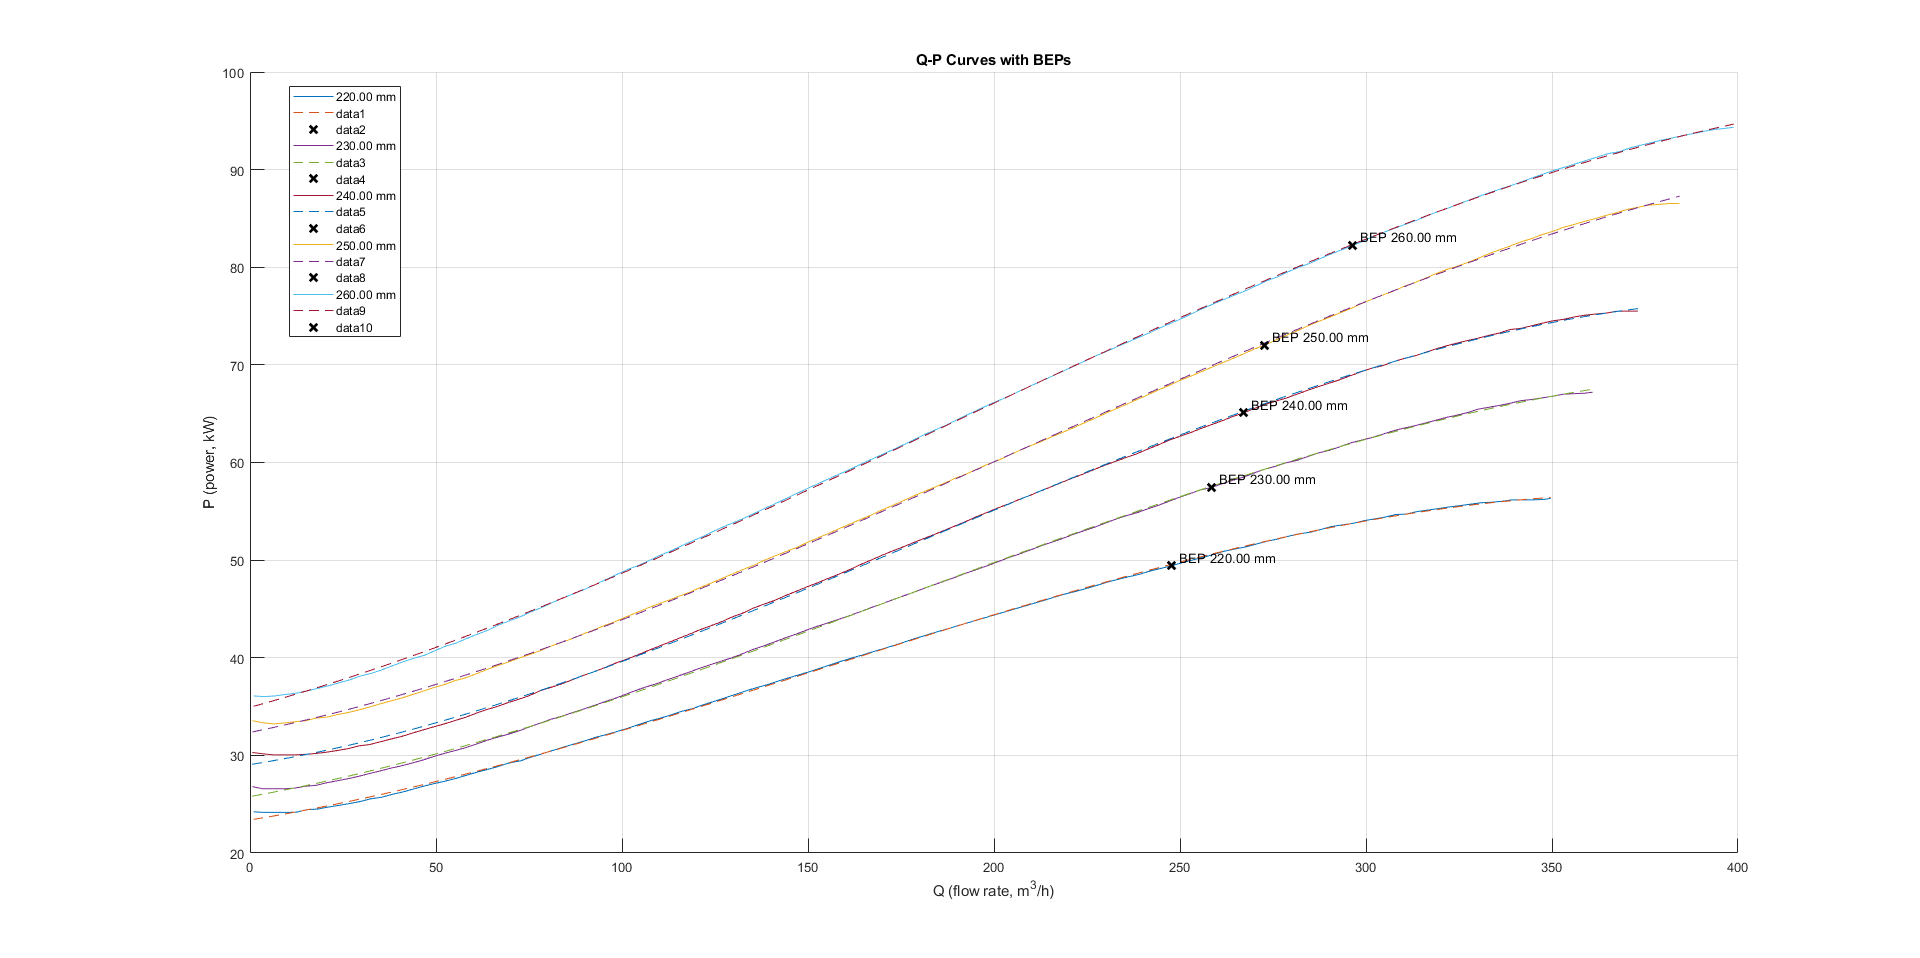 Q-P Curves with BEPs
100
90
80
70
60
50
40
30
20
P (power, kW)
220.00 mm
data1
data2
230.00 mm
data3
data4
240.00 mm
data5
data6
250.00 mm
data7
data8
260.00 mm
data9
data10
BEP 260.00 mm
BEP 250.00 mm
BEP 240.00 mm
BEP 230.00 mm
BEP 220.00 mm
0 50 100 150 200 250 300 350 400
Q (flow rate, m³/h)